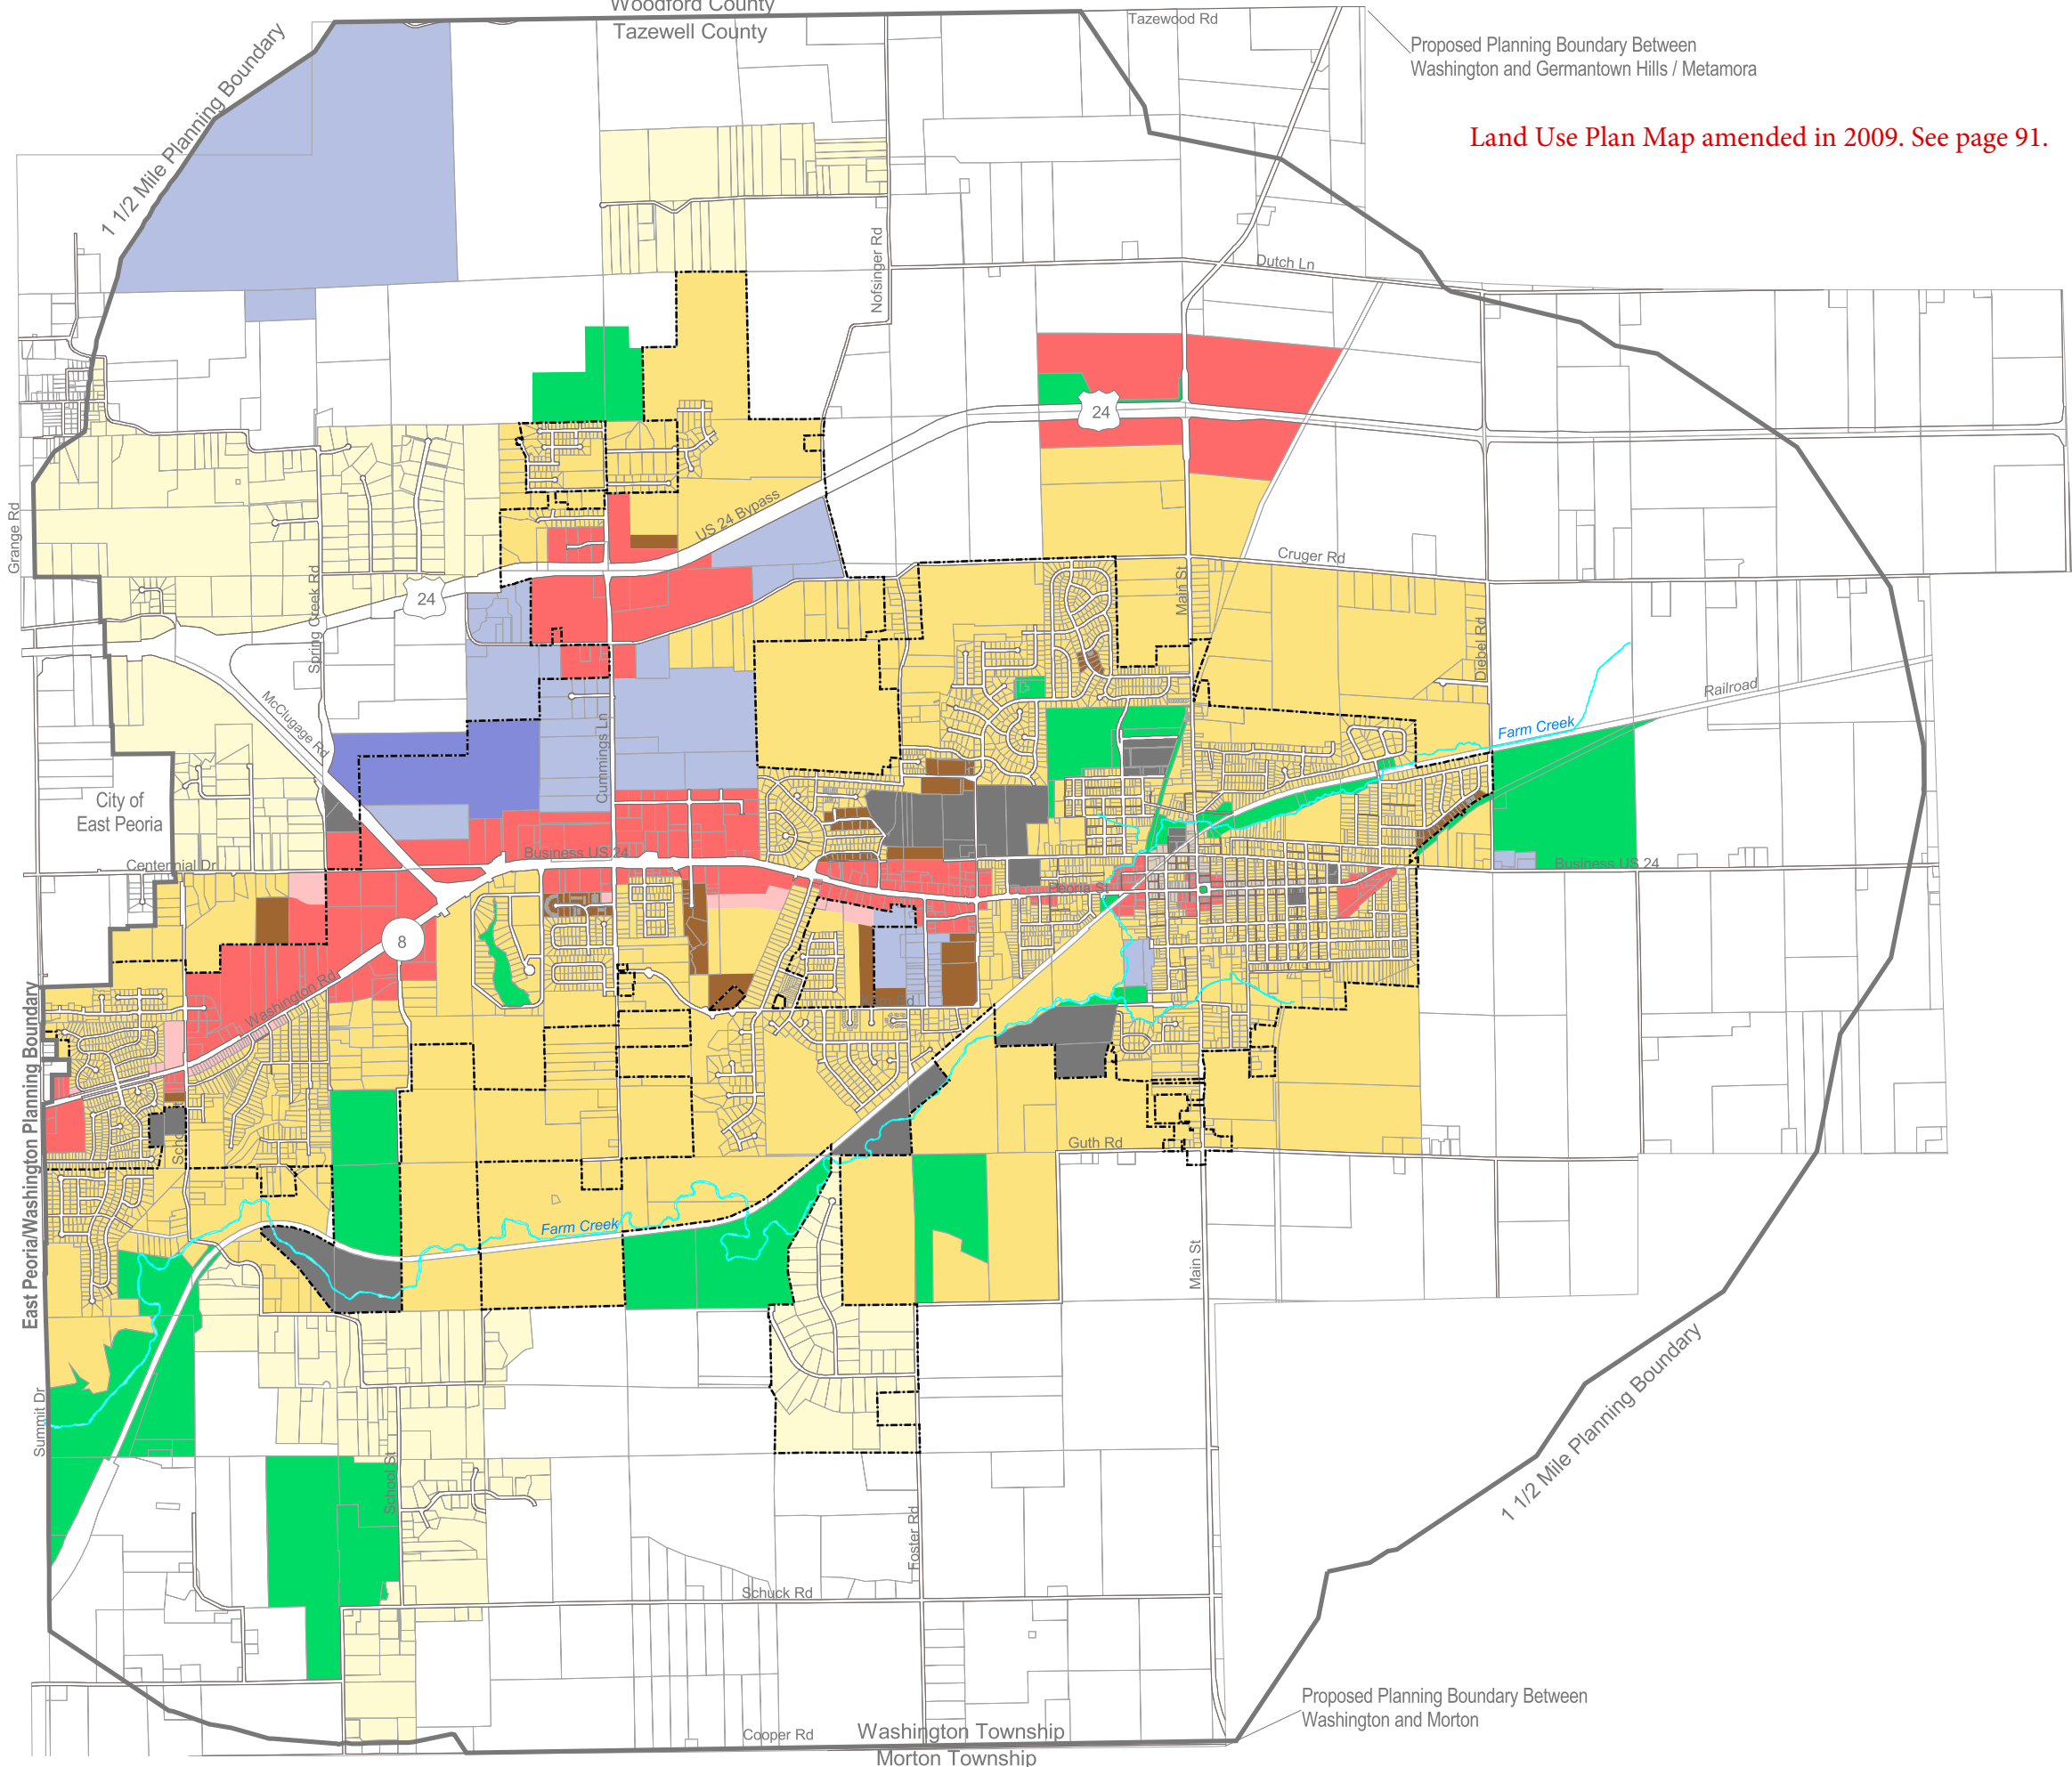 Woodford County
Tazewell County
Tazewood Rd
Proposed Planning Boundary Between
Washington and Germantown Hills / Metamora
Land Use Plan Map amended in 2009. See page 91.
1 1/2 Mile Planning Boundary
Nofsinger Rd
Dutch Ln
24
US 24 Bypass
Grange Rd
Cruger Rd
Spring Creek Rd
24
Main St
Diebel Rd
McClugage Rd
Cummings Ln
Railroad
Farm Creek
City of
East Peoria
Centennial Dr
Business US 24
Business US 24
Peoria St
8
Washington Rd
East Peoria/Washington Planning Boundary
Guth Rd
Farm Creek
Main St
Summit Dr
School St
Foster Rd
1 1/2 Mile Planning Boundary
Schuck Rd
Proposed Planning Boundary Between
Washington and Morton
Cooper Rd
Washington Township
Morton Township